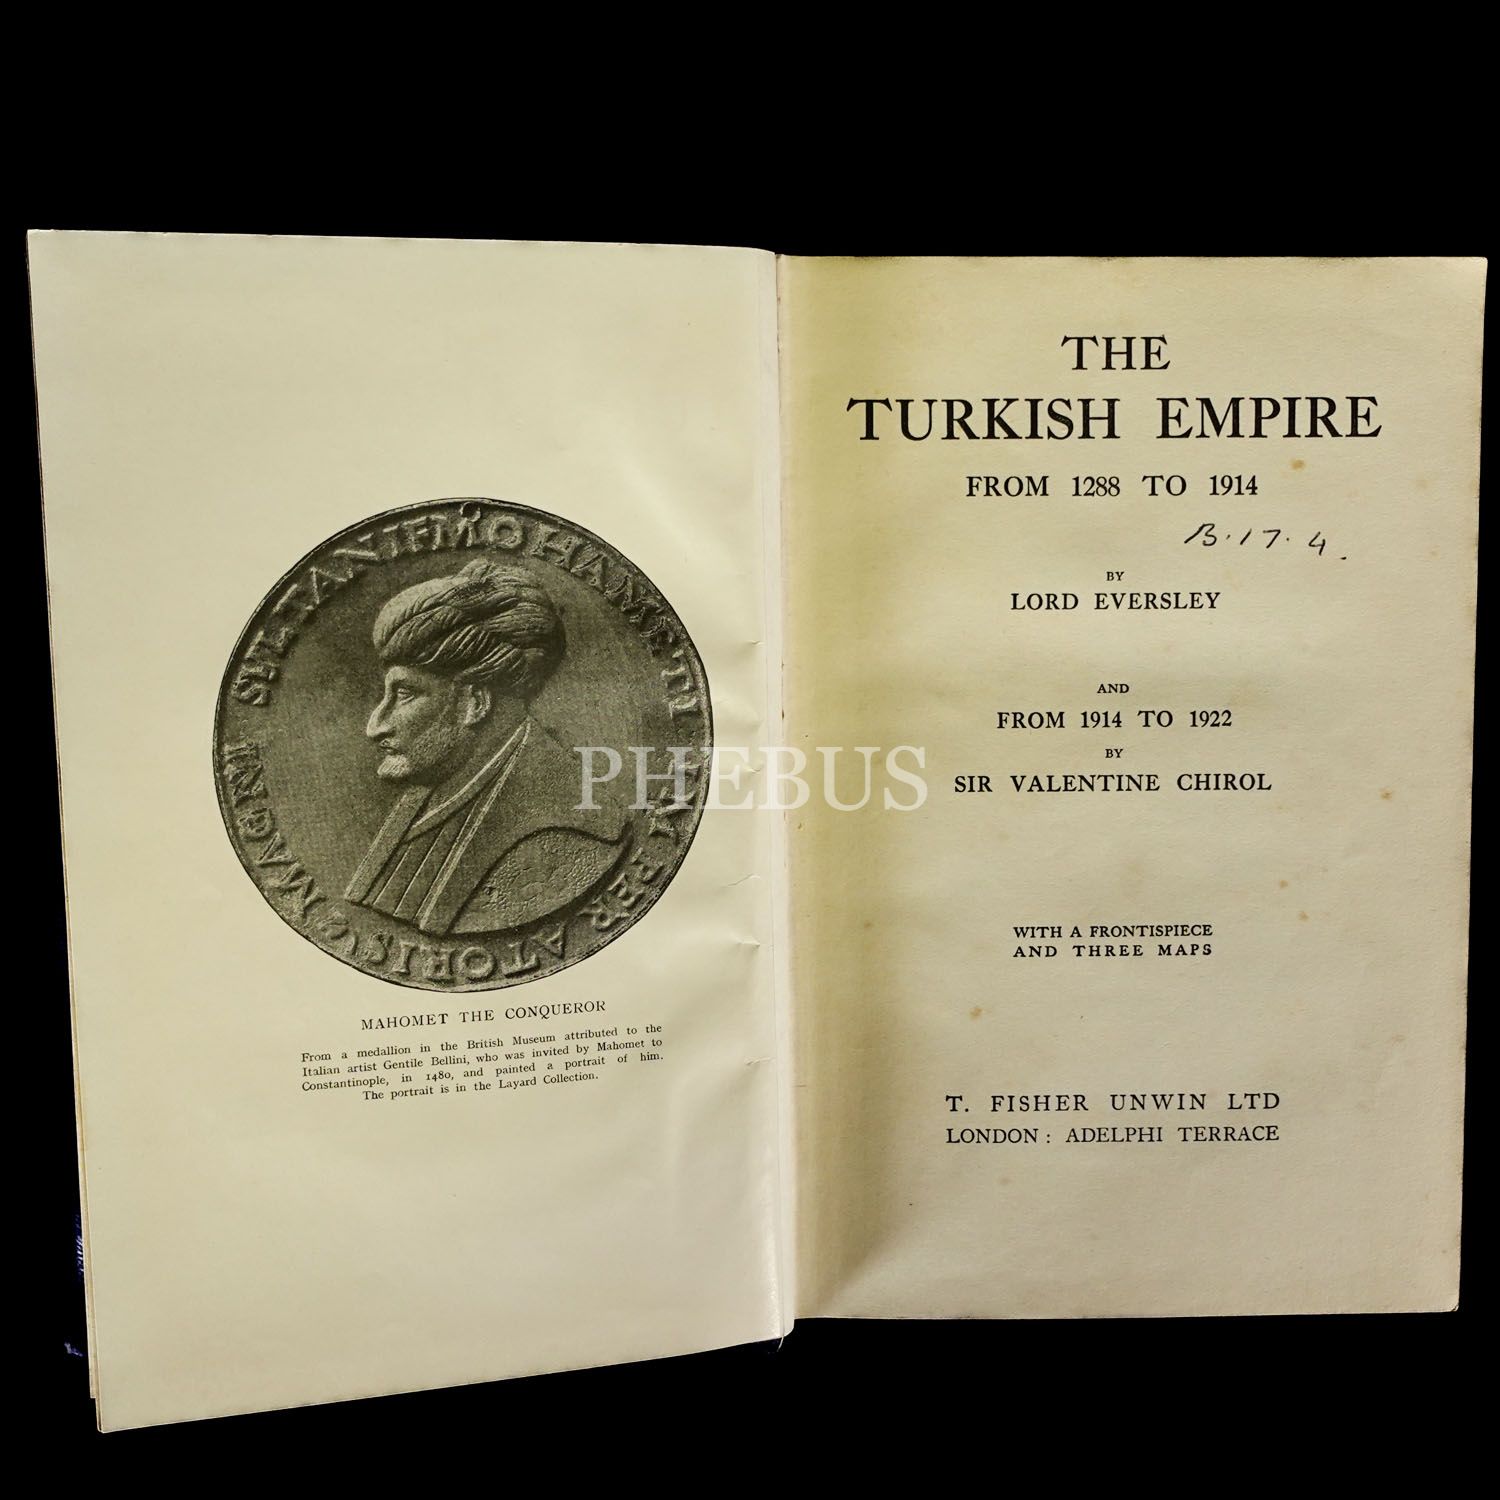 SVLTANI MOHAMETI
MAGNI
MAHOMET THE CONQUEROR
From a medallion in the British Museum attributed to the
Italian artist Gentile Bellini, who was invited by Mahomet to
Constantinople, in 1480, and painted a portrait of him.
The portrait is in the Layard Collection.
THE
TURKISH EMPIRE
FROM 1288 TO 1914
B.17.4.
BY
LORD EVERSLEY
AND
FROM 1914 TO 1922
BY
SIR VALENTINE CHIROL
PHEBUS
WITH A FRONTISPIECE
AND THREE MAPS
T. FISHER UNWIN LTD
LONDON: ADELPHI TERRACE